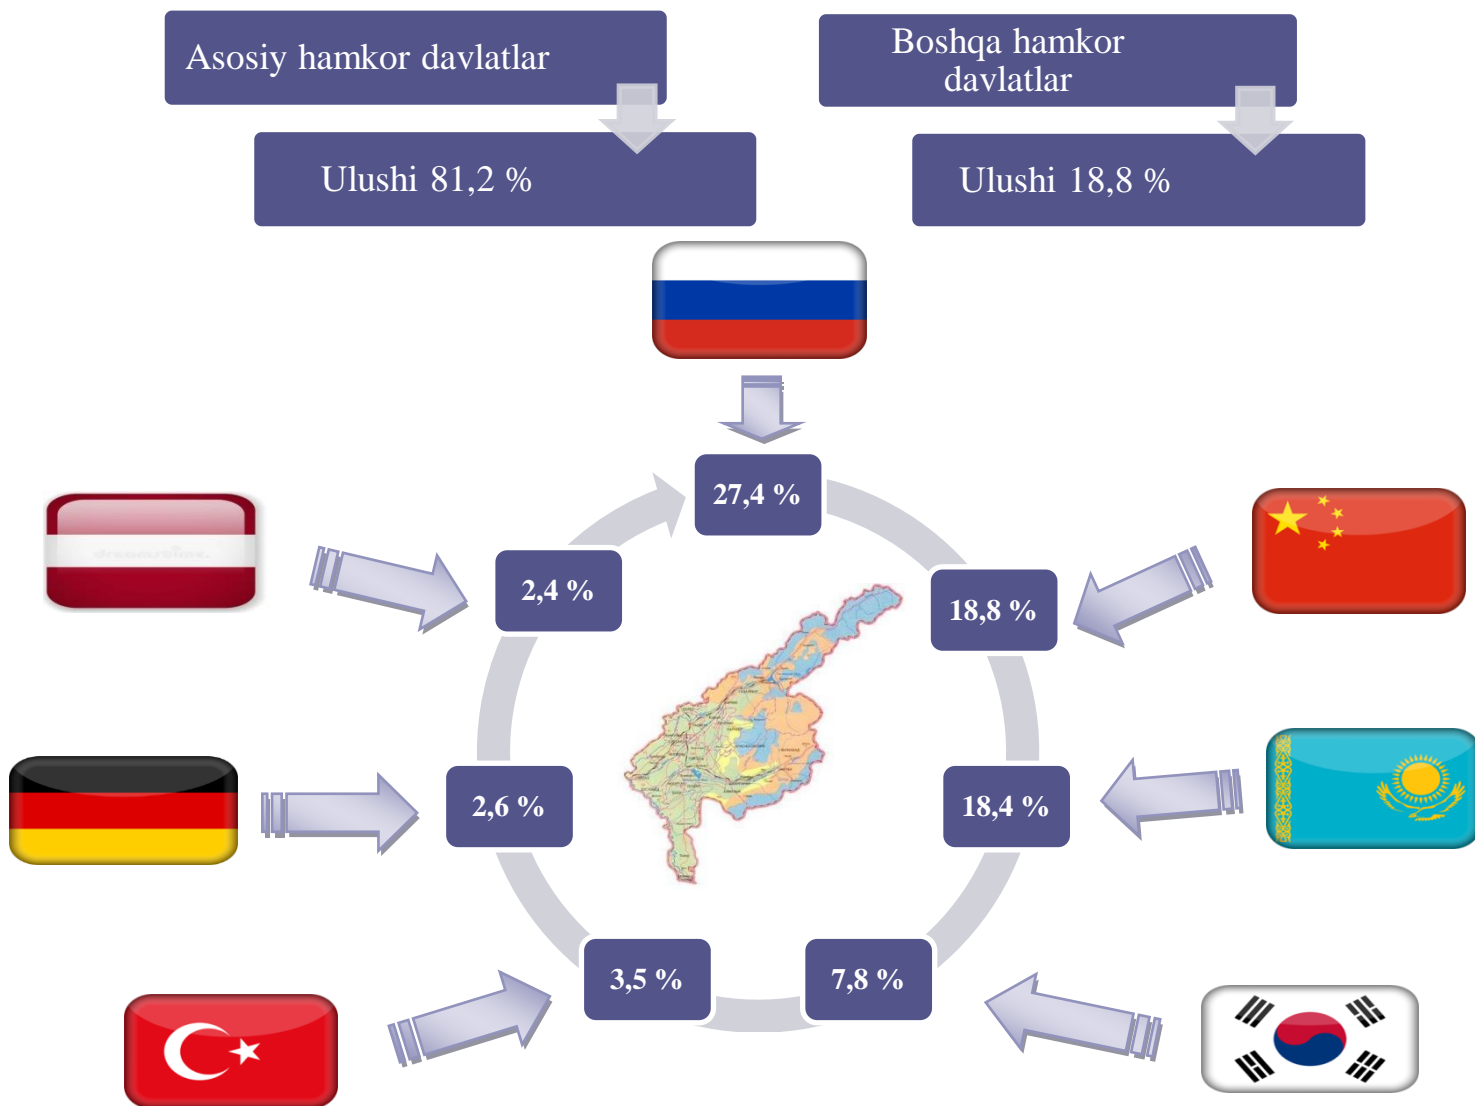 Asosiy hamkor davlatlar
Boshqa hamkor
davlatlar
Ulushi 81,2 %
Ulushi 18,8 %
27,4 %
2,4 %
18,8 %
2,6 %
18,4 %
3,5 %
7,8 %